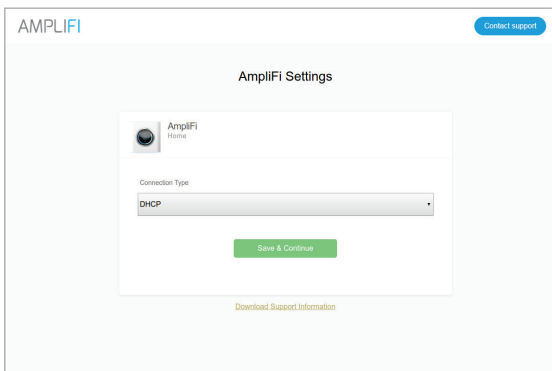 AMPLIFI
Contact support
AmpliFi Settings
AmpliFi
Home
Connection Type
DHCP
Save & Continue
Download Support Information